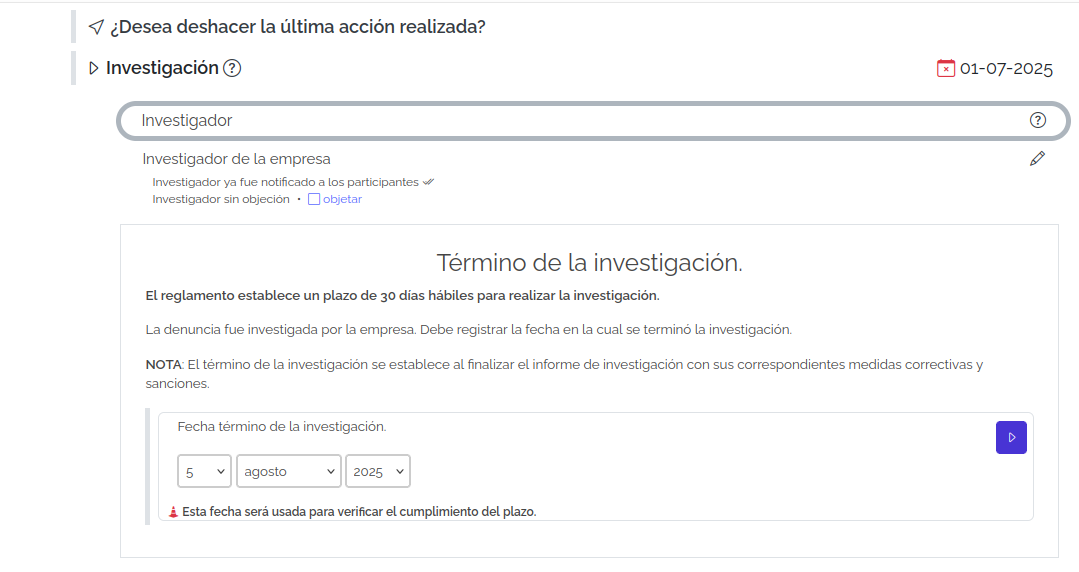 ¿Desea deshacer la última acción realizada?
Investigación ?
01-07-2025
Investigador ?
Investigador de la empresa
Investigador ya fue notificado a los participantes
Investigador sin objeción • objetar
Término de la investigación.
El reglamento establece un plazo de 30 días hábiles para realizar la investigación.
La denuncia fue investigada por la empresa. Debe registrar la fecha en la cual se terminó la investigación.
NOTA: El término de la investigación se establece al finalizar el informe de investigación con sus correspondientes medidas correctivas y
sanciones.
Fecha término de la investigación.
5 agosto 2025
Esta fecha será usada para verificar el cumplimiento del plazo.